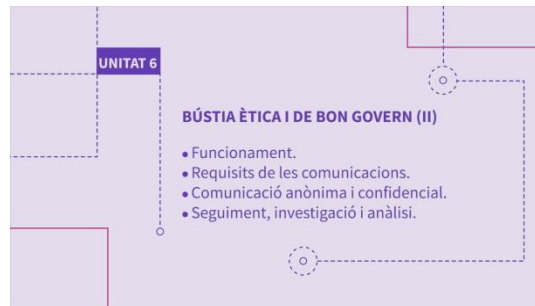 UNITAT 6
BÚSTIA ÈTICA I DE BON GOVERN (II)
• Funcionament.
• Requisits de les comunicacions.
• Comunicació anònima i confidencial.
• Seguiment, investigació i anàlisi.